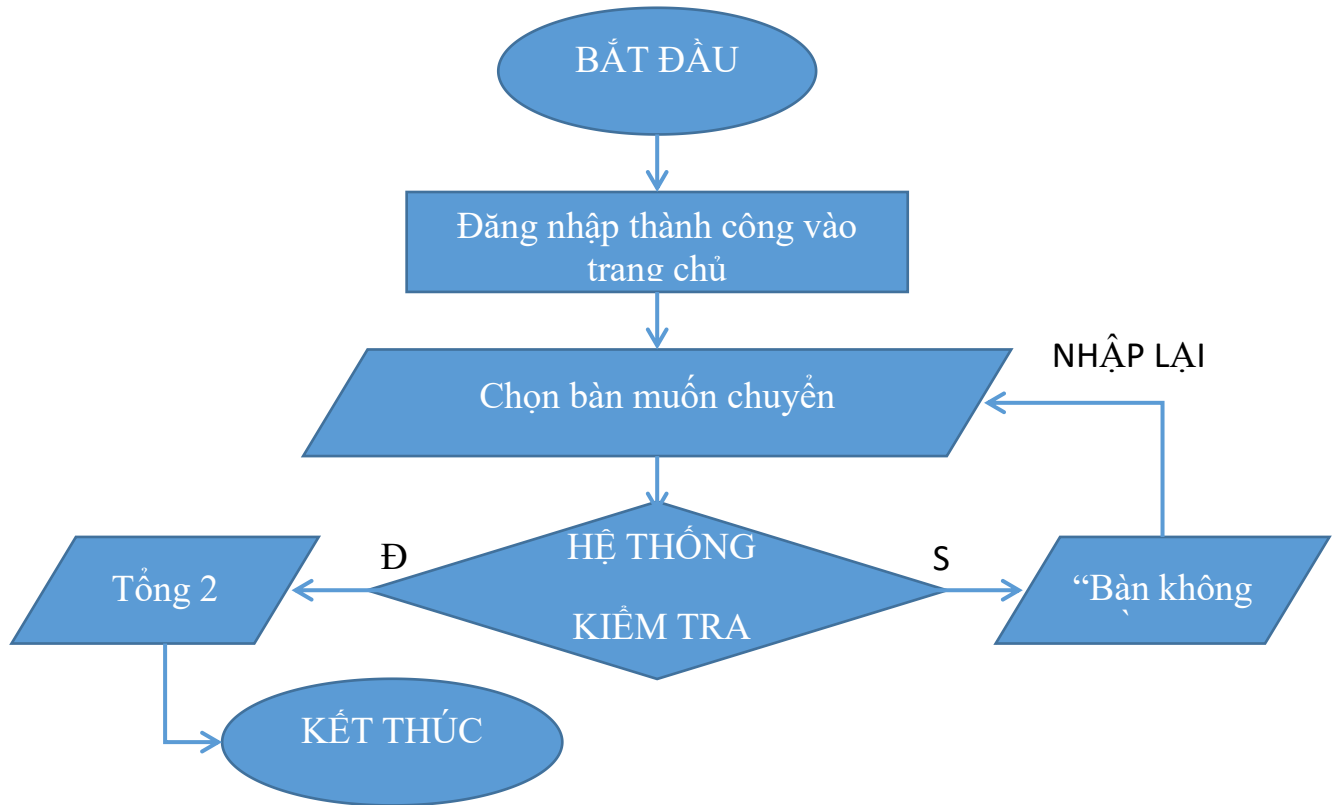 BẮT ĐẦU
Đăng nhập thành công vào
trang chủ
NHẬP LẠI
Chọn bàn muốn chuyển
Đ
HỆ THỐNG
KIỂM TRA
S
Tổng 2
“Bàn không
KẾT THÚC